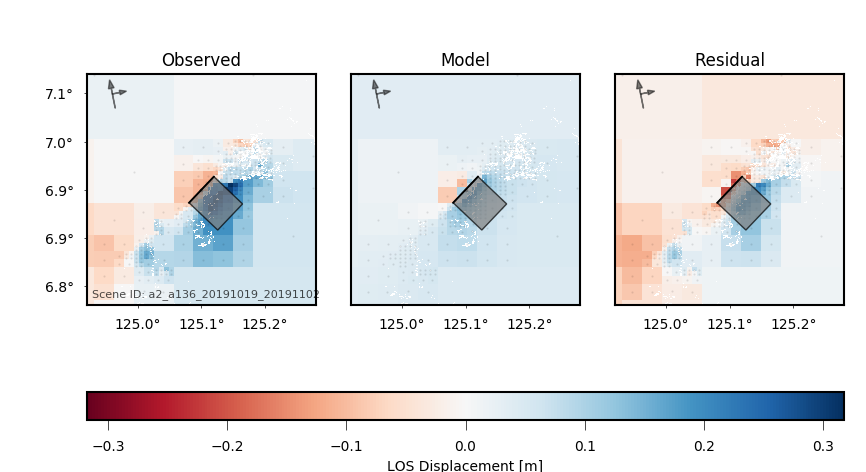 Observed Model Residual
7.1°
7.0°
6.9°
6.9°
6.8°
Scene ID: a2_a136_20191019_20191102
125.0° 125.1° 125.2° 125.0° 125.1° 125.2° 125.0° 125.1° 125.2°
−0.3 −0.2 −0.1 0.0 0.1 0.2 0.3
LOS Displacement [m]